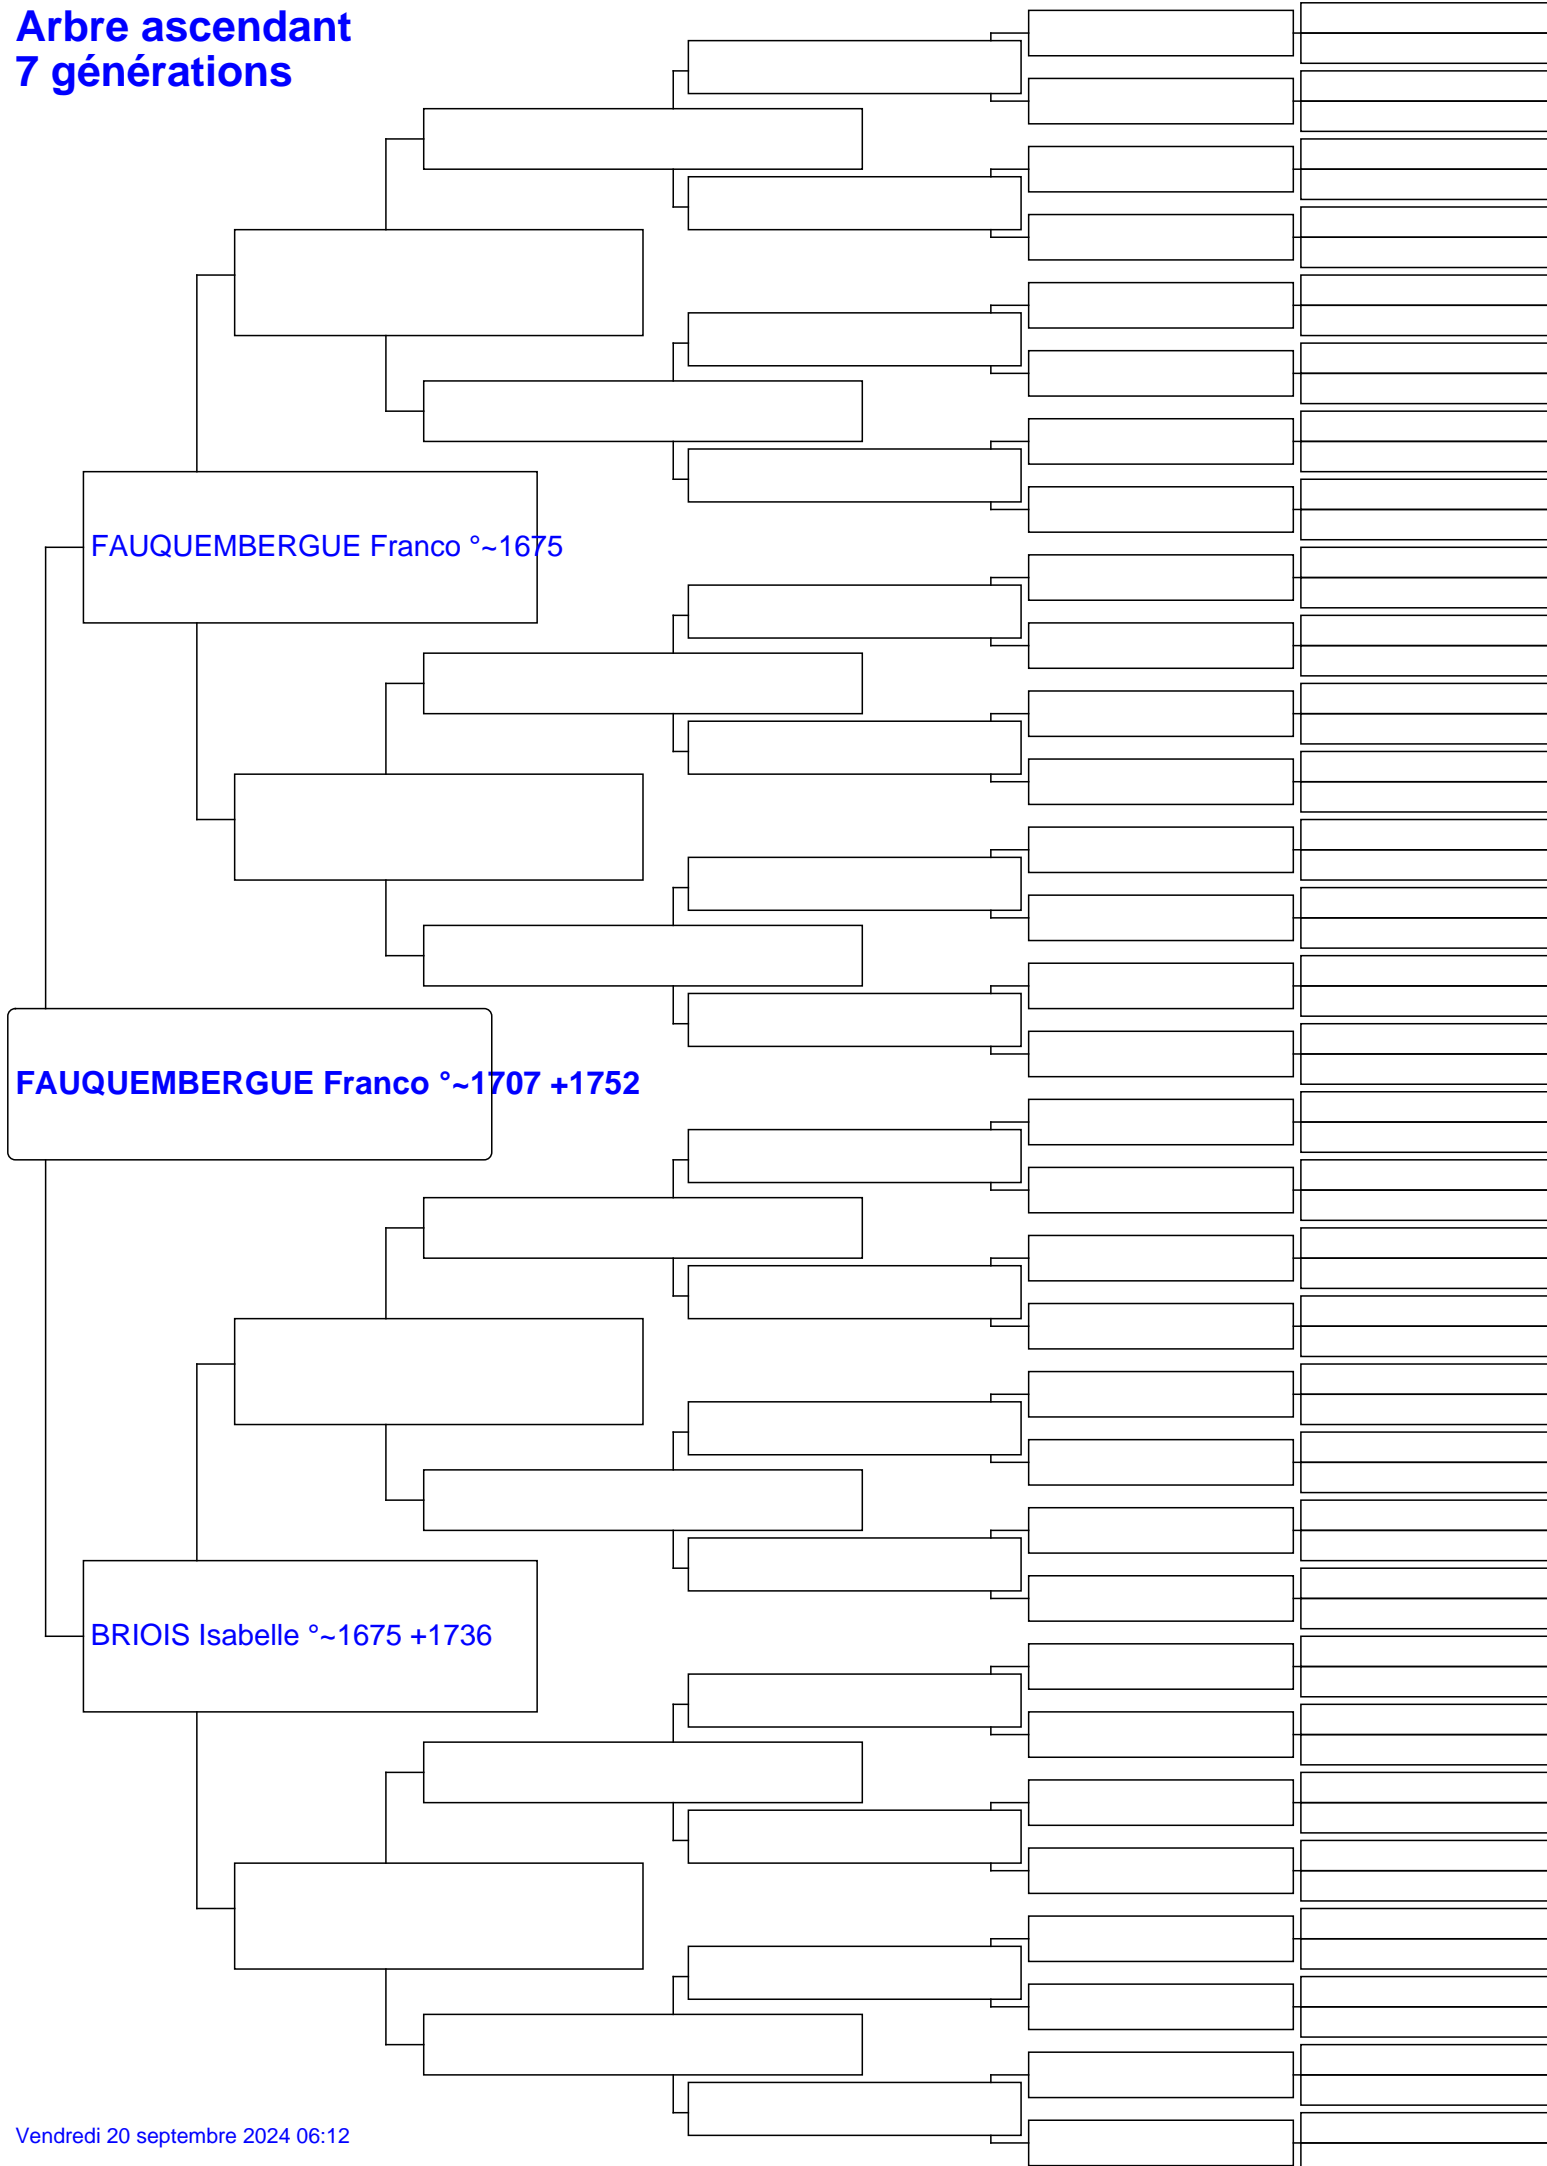 Arbre ascendant
7 générations
FAUQUEMBERGUE Franco °~1675
FAUQUEMBERGUE Franco °~1707 +1752
BRIOIS Isabelle °~1675 +1736
Vendredi 20 septembre 2024 06:12